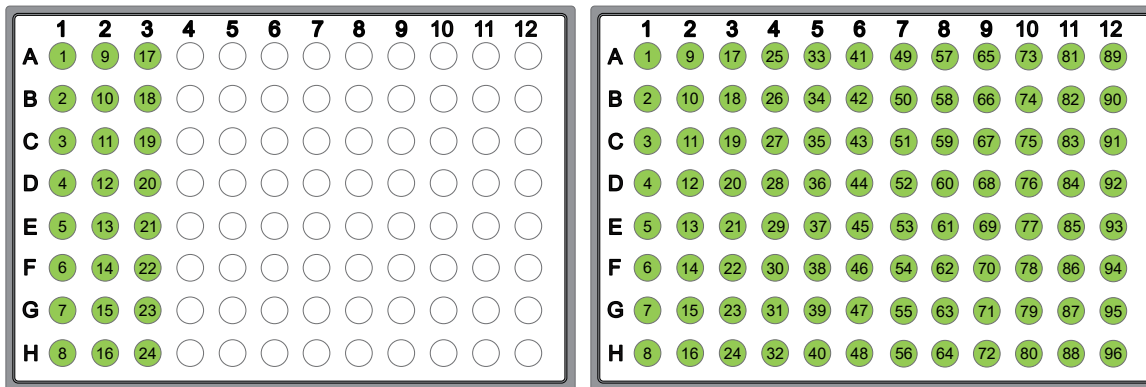 1 2 3 4 5 6 7 8 9 10 11 12
A 1 9 17
B 2 10 18
C 3 11 19
D 4 12 20
E 5 13 21
F 6 14 22
G 7 15 23
H 8 16 24
1 2 3 4 5 6 7 8 9 10 11 12
A 1 9 17 25 33 41 49 57 65 73 81 89
B 2 10 18 26 34 42 50 58 66 74 82 90
C 3 11 19 27 35 43 51 59 67 75 83 91
D 4 12 20 28 36 44 52 60 68 76 84 92
E 5 13 21 29 37 45 53 61 69 77 85 93
F 6 14 22 30 38 46 54 62 70 78 86 94
G 7 15 23 31 39 47 55 63 71 79 87 95
H 8 16 24 32 40 48 56 64 72 80 88 96